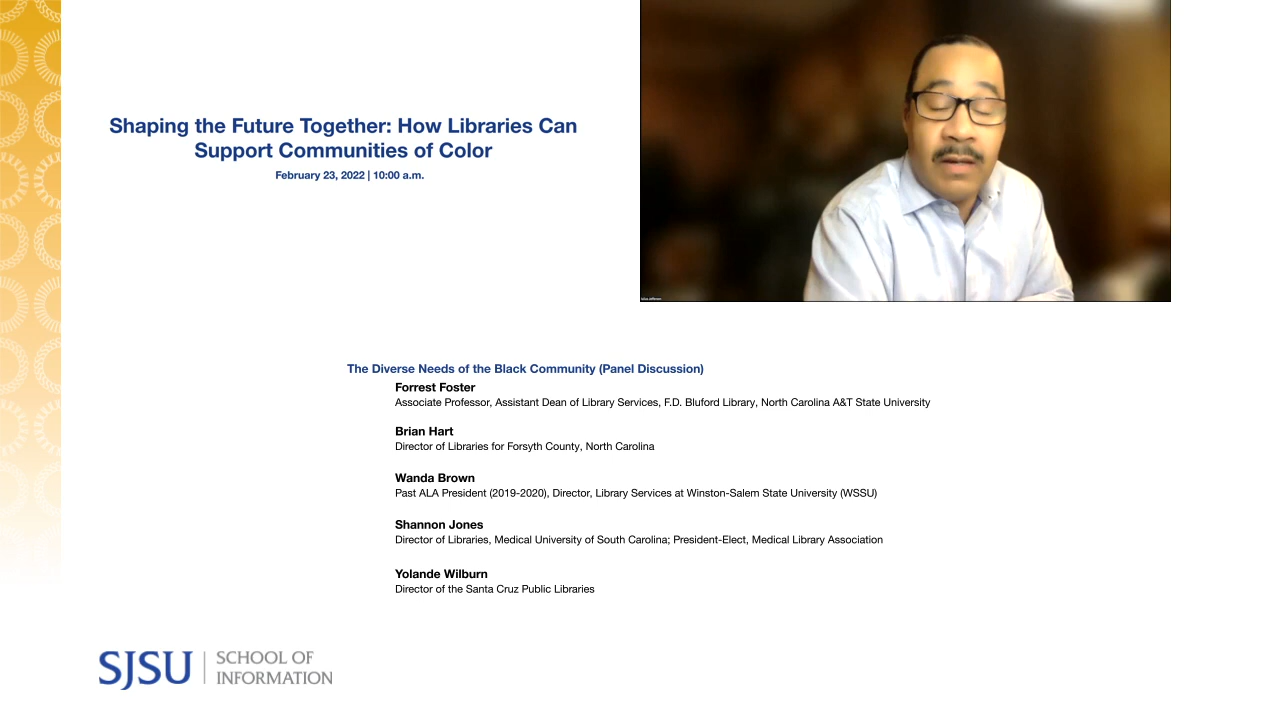 Shaping the Future Together: How Libraries Can
Support Communities of Color
February 23, 2022 | 10:00 a.m.
The Diverse Needs of the Black Community (Panel Discussion)
Forrest Foster
Associate Professor, Assistant Dean of Library Services, F.D. Bluford Library, North Carolina A&T State University
Brian Hart
Director of Libraries for Forsyth County, North Carolina
Wanda Brown
Past ALA President (2019-2020), Director, Library Services at Winston-Salem State University (WSSU)
Shannon Jones
Director of Libraries, Medical University of South Carolina; President-Elect, Medical Library Association
Yolande Wilburn
Director of the Santa Cruz Public Libraries
SJSU | SCHOOL OF
INFORMATION